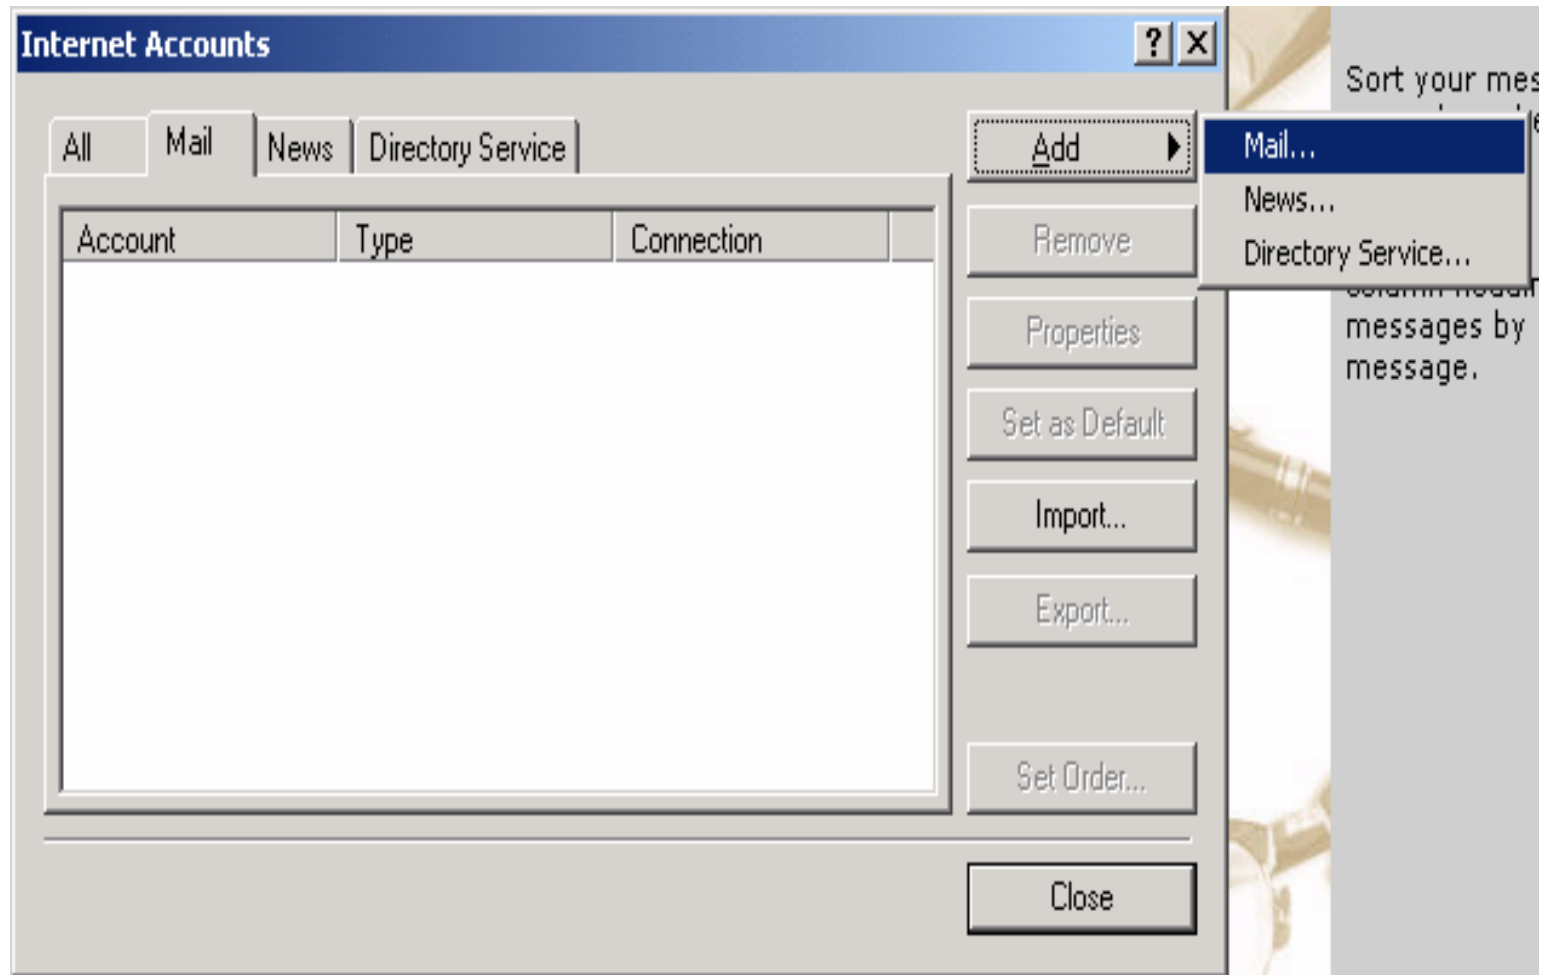 Internet Accounts
All Mail News Directory Service
Account Type Connection
Add
Remove
Properties
Set as Default
Import...
Export...
Set Order...
Close
Mail...
News...
Directory Service...
Sort your mes
messages by
message.